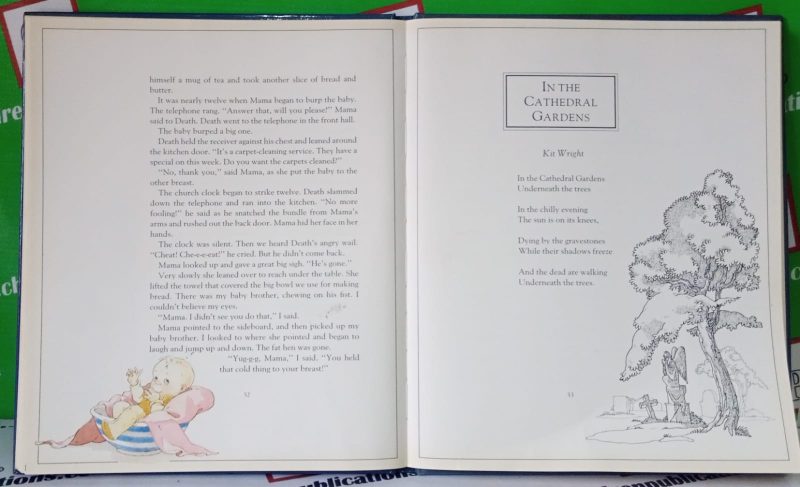 himself a mug of tea and took another slice of bread and
butter.
It was nearly twelve when Mama began to burp the baby.
The telephone rang. "Answer that, will you please!" Mama
said to Death. Death went to the telephone in the front hall.
The baby burped a big one.
Death held the receiver against his chest and leaned around
the kitchen door. "It's a carpet-cleaning service. They have a
special on this week. Do you want the carpets cleaned?"
"No, thank you," said Mama, as she put the baby to the
other breast.
The church clock began to strike twelve. Death slammed
down the telephone and ran into the kitchen. "No more
fooling!" he said as he snatched the bundle from Mama's
arms and rushed out the back door. Mama hid her face in her
hands.
The clock was silent. Then we heard Death's angry wail.
"Cheat! Che-e-e-eat!" he cried. But he didn't come back.
Mama looked up and gave a great big sigh. "He's gone."
Very slowly she leaned over to reach under the table. She
lifted the towel that covered the big bowl we use for making
bread. There was my baby brother, chewing on his fist. I
couldn't believe my eyes.
"Mama. I didn't see you do that," I said.
Mama pointed to the sideboard, and then picked up my
baby brother. I looked to where she pointed and began to
laugh and jump up and down. The fat hen was gone.
"Yug-g-g, Mama," I said. "You held
that cold thing to your breast!"
52
IN THE
CATHEDRAL
GARDENS
Kit Wright
In the Cathedral Gardens
Underneath the trees
In the chilly evening
The sun is on its knees,
Dying by the gravestones
While their shadows freeze
And the dead are walking
Underneath the trees.
53